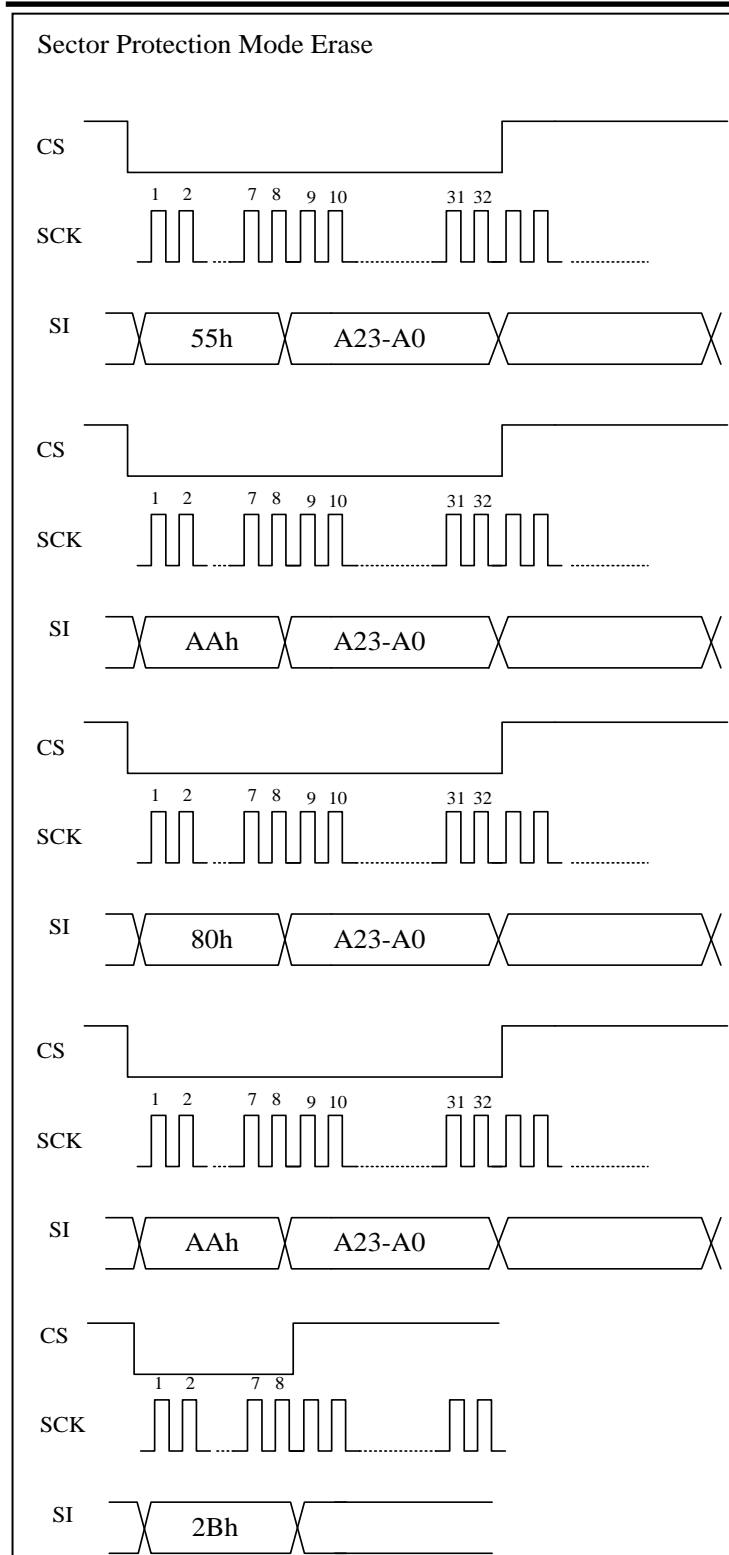 Sector Protection Mode Erase
CS
1 2 7 8 9 10 31 32
SCK
SI 55h A23-A0
CS
1 2 7 8 9 10 31 32
SCK
SI AAh A23-A0
CS
1 2 7 8 9 10 31 32
SCK
SI 80h A23-A0
CS
1 2 7 8 9 10 31 32
SCK
SI AAh A23-A0
CS
1 2 7 8
SCK
SI 2Bh